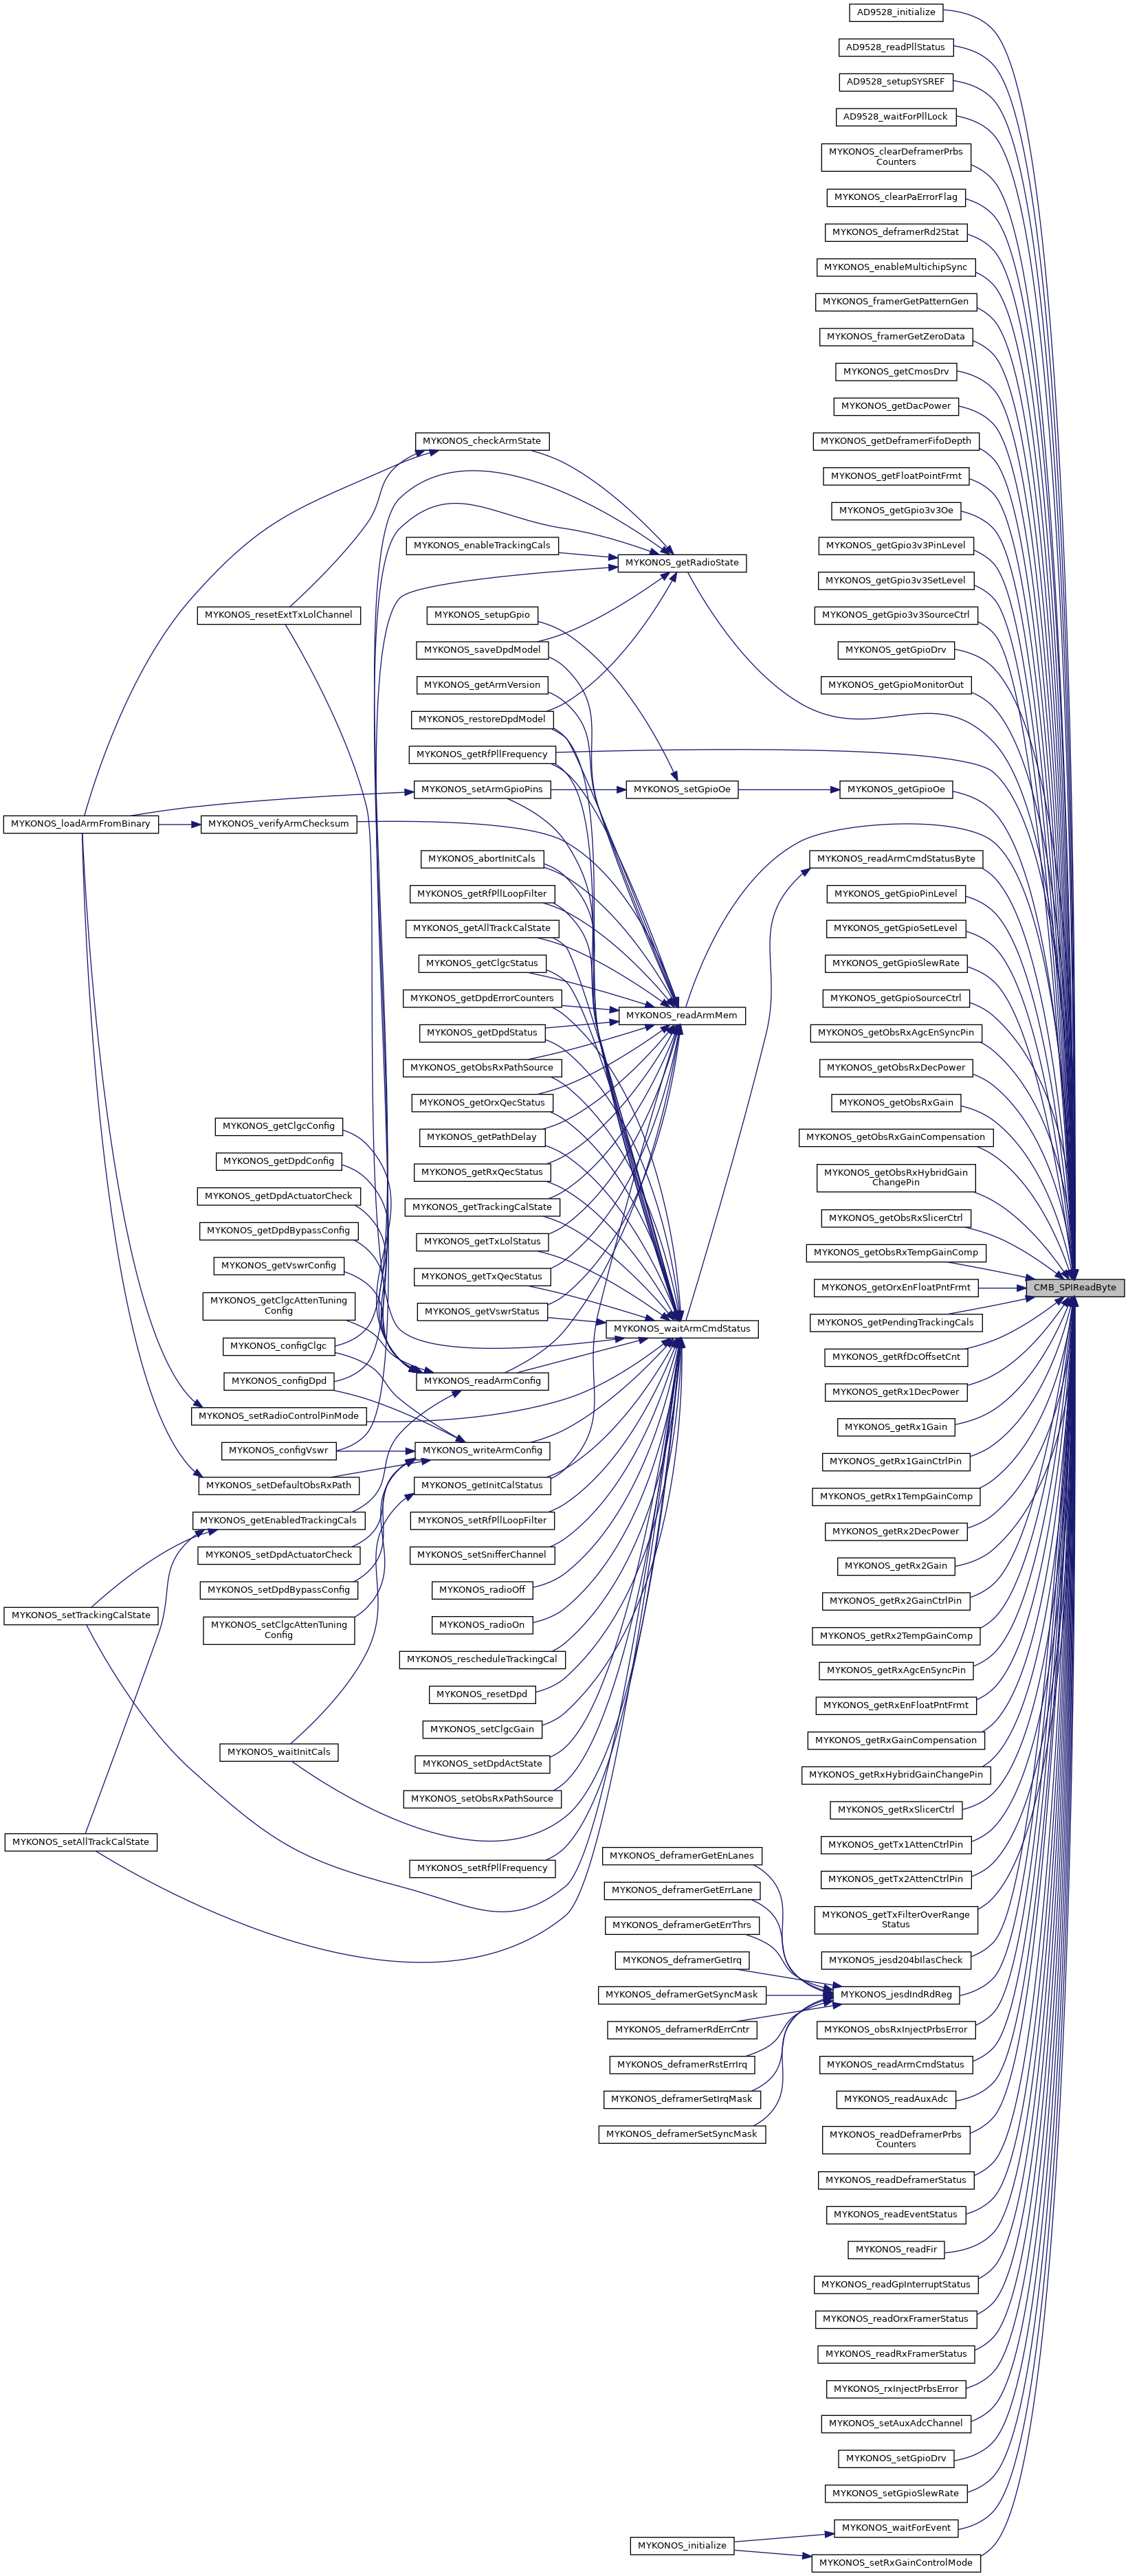 AD9528_initialize
AD9528_readPllStatus
AD9528_setupSYSREF
AD9528_waitForPllLock
MYKONOS_clearDeframerPrbs
Counters
MYKONOS_clearPaErrorFlag
MYKONOS_deframerRd2Stat
MYKONOS_enableMultichipSync
MYKONOS_framerGetPatternGen
MYKONOS_framerGetZeroData
MYKONOS_getCmosDrv
MYKONOS_getDacPower
MYKONOS_checkArmState
MYKONOS_getDeframerFifoDepth
MYKONOS_getFloatPointFrmt
MYKONOS_getGpio3v3Oe
MYKONOS_enableTrackingCals
MYKONOS_getGpio3v3PinLevel
MYKONOS_getRadioState
MYKONOS_getGpio3v3SetLevel
MYKONOS_resetExtTxLolChannel
MYKONOS_setupGpio
MYKONOS_getGpio3v3SourceCtrl
MYKONOS_saveDpdModel
MYKONOS_getGpioDrv
MYKONOS_getArmVersion
MYKONOS_getGpioMonitorOut
MYKONOS_restoreDpdModel
MYKONOS_getRfPllFrequency
MYKONOS_setArmGpioPins
MYKONOS_setGpioOe
MYKONOS_getGpioOe
MYKONOS_loadArmFromBinary
MYKONOS_verifyArmChecksum
MYKONOS_abortInitCals
MYKONOS_readArmCmdStatusByte
MYKONOS_getRfPllLoopFilter
MYKONOS_getGpioPinLevel
MYKONOS_getAllTrackCalState
MYKONOS_getGpioSetLevel
MYKONOS_getClgcStatus
MYKONOS_getGpioSlewRate
MYKONOS_getDpdErrorCounters
MYKONOS_getGpioSourceCtrl
MYKONOS_readArmMem
MYKONOS_getDpdStatus
MYKONOS_getObsRxAgcEnSyncPin
MYKONOS_getObsRxPathSource
MYKONOS_getObsRxDecPower
MYKONOS_getOrxQecStatus
MYKONOS_getObsRxGain
MYKONOS_getClgcConfig
MYKONOS_getPathDelay
MYKONOS_getObsRxGainCompensation
MYKONOS_getDpdConfig
MYKONOS_getRxQecStatus
MYKONOS_getObsRxHybridGain
ChangePin
MYKONOS_getDpdActuatorCheck
MYKONOS_getTrackingCalState
MYKONOS_getObsRxSlicerCtrl
MYKONOS_getDpdBypassConfig
MYKONOS_getTxLolStatus
MYKONOS_getObsRxTempGainComp
MYKONOS_getVswrConfig
MYKONOS_getTxQecStatus
MYKONOS_getOrxEnFloatPntFrmt
CMB_SPIReadByte
MYKONOS_getClgcAttenTuning
Config
MYKONOS_getVswrStatus
MYKONOS_waitArmCmdStatus
MYKONOS_getPendingTrackingCals
MYKONOS_configClgc
MYKONOS_getRfDcOffsetCnt
MYKONOS_configDpd
MYKONOS_readArmConfig
MYKONOS_getRx1DecPower
MYKONOS_setRadioControlPinMode
MYKONOS_getRx1Gain
MYKONOS_configVswr
MYKONOS_writeArmConfig
MYKONOS_getRx1GainCtrlPin
MYKONOS_setDefaultObsRxPath
MYKONOS_getInitCalStatus
MYKONOS_getRx1TempGainComp
MYKONOS_getEnabledTrackingCals
MYKONOS_setRfPllLoopFilter
MYKONOS_getRx2DecPower
MYKONOS_setDpdActuatorCheck
MYKONOS_setSnifferChannel
MYKONOS_getRx2Gain
MYKONOS_setDpdBypassConfig
MYKONOS_radioOff
MYKONOS_getRx2GainCtrlPin
MYKONOS_setTrackingCalState
MYKONOS_setClgcAttenTuning
Config
MYKONOS_radioOn
MYKONOS_getRx2TempGainComp
MYKONOS_rescheduleTrackingCal
MYKONOS_getRxAgcEnSyncPin
MYKONOS_resetDpd
MYKONOS_getRxEnFloatPntFrmt
MYKONOS_setClgcGain
MYKONOS_getRxGainCompensation
MYKONOS_waitInitCals
MYKONOS_setDpdActState
MYKONOS_getRxHybridGainChangePin
MYKONOS_setObsRxPathSource
MYKONOS_getRxSlicerCtrl
MYKONOS_setAllTrackCalState
MYKONOS_getTx1AttenCtrlPin
MYKONOS_deframerGetEnLanes
MYKONOS_setRfPllFrequency
MYKONOS_getTx2AttenCtrlPin
MYKONOS_deframerGetErrLane
MYKONOS_getTxFilterOverRange
Status
MYKONOS_deframerGetErrThrs
MYKONOS_deframerGetIrq
MYKONOS_jesd204bIlasCheck
MYKONOS_deframerGetSyncMask
MYKONOS_jesdIndRdReg
MYKONOS_deframerRdErrCntr
MYKONOS_obsRxInjectPrbsError
MYKONOS_deframerRstErrIrq
MYKONOS_readArmCmdStatus
MYKONOS_deframerSetIrqMask
MYKONOS_readAuxAdc
MYKONOS_deframerSetSyncMask
MYKONOS_readDeframerPrbs
Counters
MYKONOS_readDeframerStatus
MYKONOS_readEventStatus
MYKONOS_readFir
MYKONOS_readGpInterruptStatus
MYKONOS_readOrxFramerStatus
MYKONOS_readRxFramerStatus
MYKONOS_rxInjectPrbsError
MYKONOS_setAuxAdcChannel
MYKONOS_setGpioDrv
MYKONOS_setGpioSlewRate
MYKONOS_waitForEvent
MYKONOS_initialize
MYKONOS_setRxGainControlMode